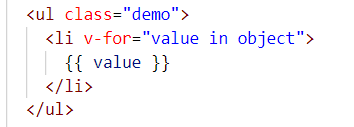 <ul class="demo">
  <li v-for="value in object">
    {{ value }}
  </li>
</ul>